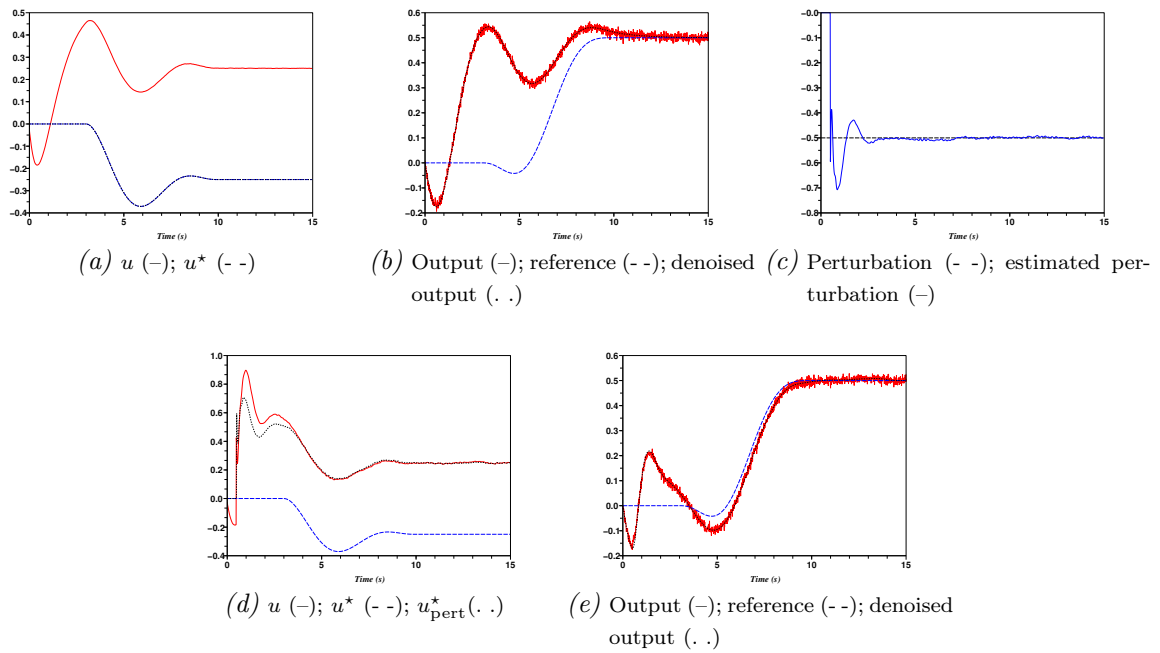 0.5
0.4
0.3
0.2
0.1
0.0
−0.1
−0.2
−0.3
−0.4
0 5 10 15
Time (s)
(a) u (–); u⋆ (- -)
0.6
0.5
0.4
0.3
0.2
0.1
0.0
−0.1
−0.2
0 5 10 15
Time (s)
(b) Output (–); reference (- -); denoised
output (. .)
−0.0
−0.1
−0.2
−0.3
−0.4
−0.5
−0.6
−0.7
−0.8
0 5 10 15
Time (s)
(c) Perturbation (- -); estimated per-
turbation (–)
1.0
0.8
0.6
0.4
0.2
0.0
−0.2
−0.4
0 5 10 15
Time (s)
(d) u (–); u⋆ (- -); u⋆pert(. .)
0.6
0.5
0.4
0.3
0.2
0.1
0.0
−0.1
−0.2
0 5 10 15
Time (s)
(e) Output (–); reference (- -); denoised
output (. .)